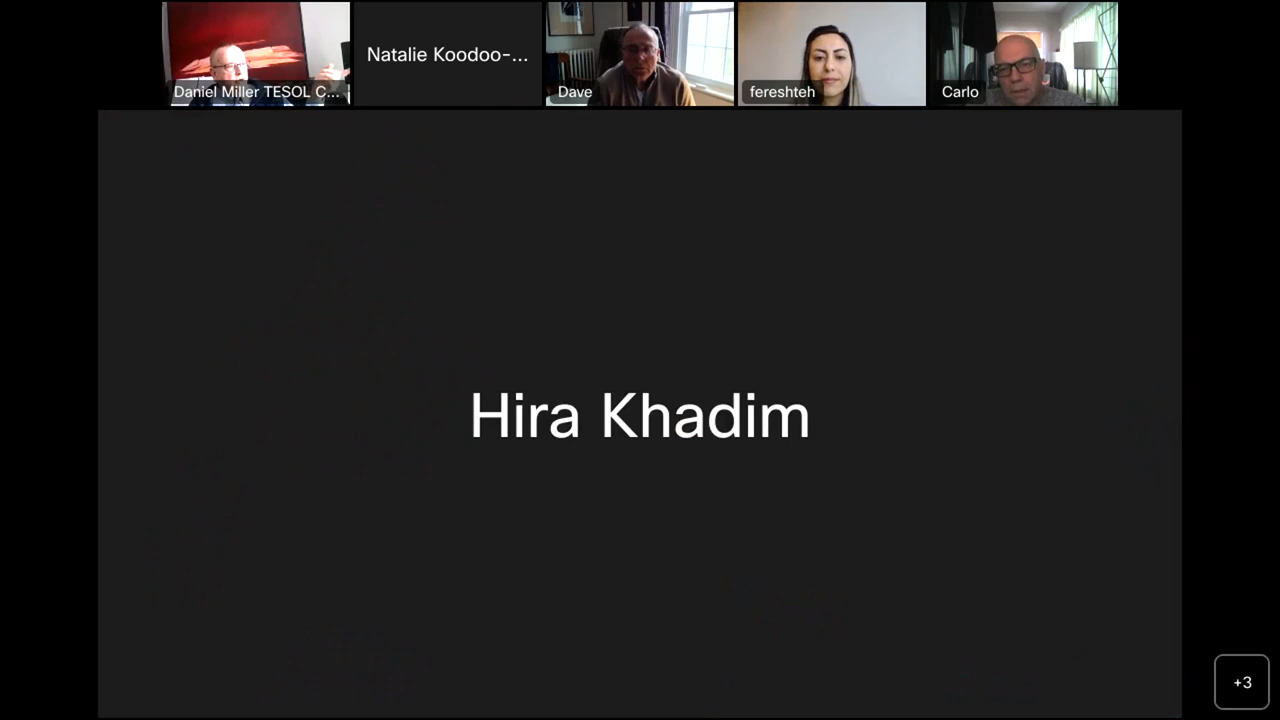 Daniel Miller TESOL C...
Natalie Koodoo-...
Dave
fereshteh
Carlo
Hira Khadim
+3